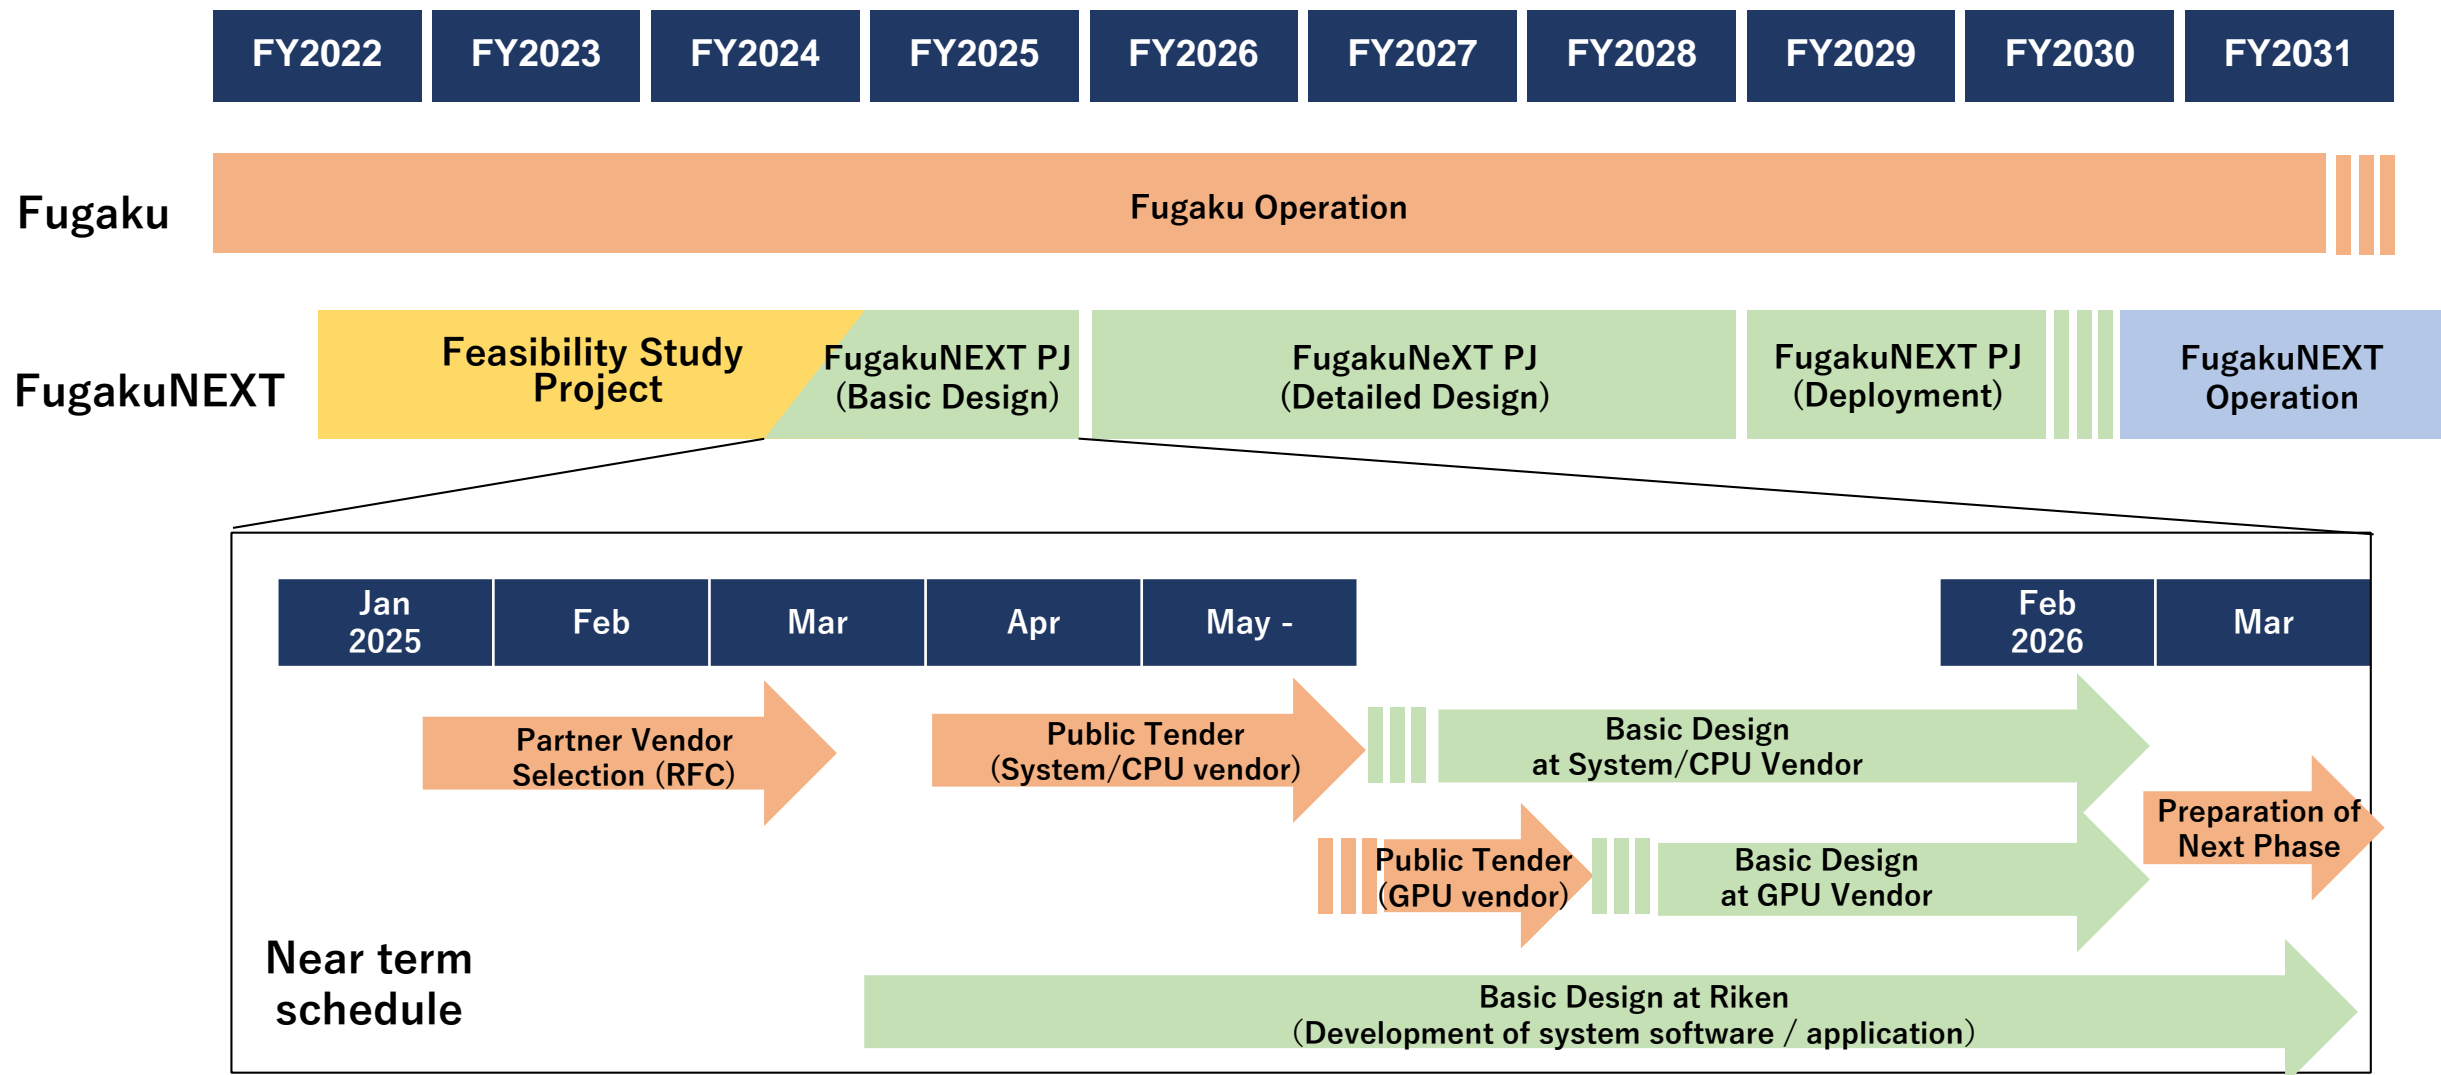 FY2022
FY2023
FY2024
FY2025
FY2026
FY2027
FY2028
FY2029
FY2030
FY2031
Fugaku
Fugaku Operation
FugakuNEXT
Feasibility Study
Project
FugakuNEXT PJ
(Basic Design)
FugakuNeXT PJ
(Detailed Design)
FugakuNEXT PJ
(Deployment)
FugakuNEXT
Operation
Jan
2025
Feb
Mar
Apr
May -
Feb
2026
Mar
Partner Vendor
Selection (RFC)
Public Tender
(System/CPU vendor)
Basic Design
at System/CPU Vendor
Public Tender
(GPU vendor)
Basic Design
at GPU Vendor
Preparation of
Next Phase
Near term
schedule
Basic Design at Riken
（Development of system software / application）